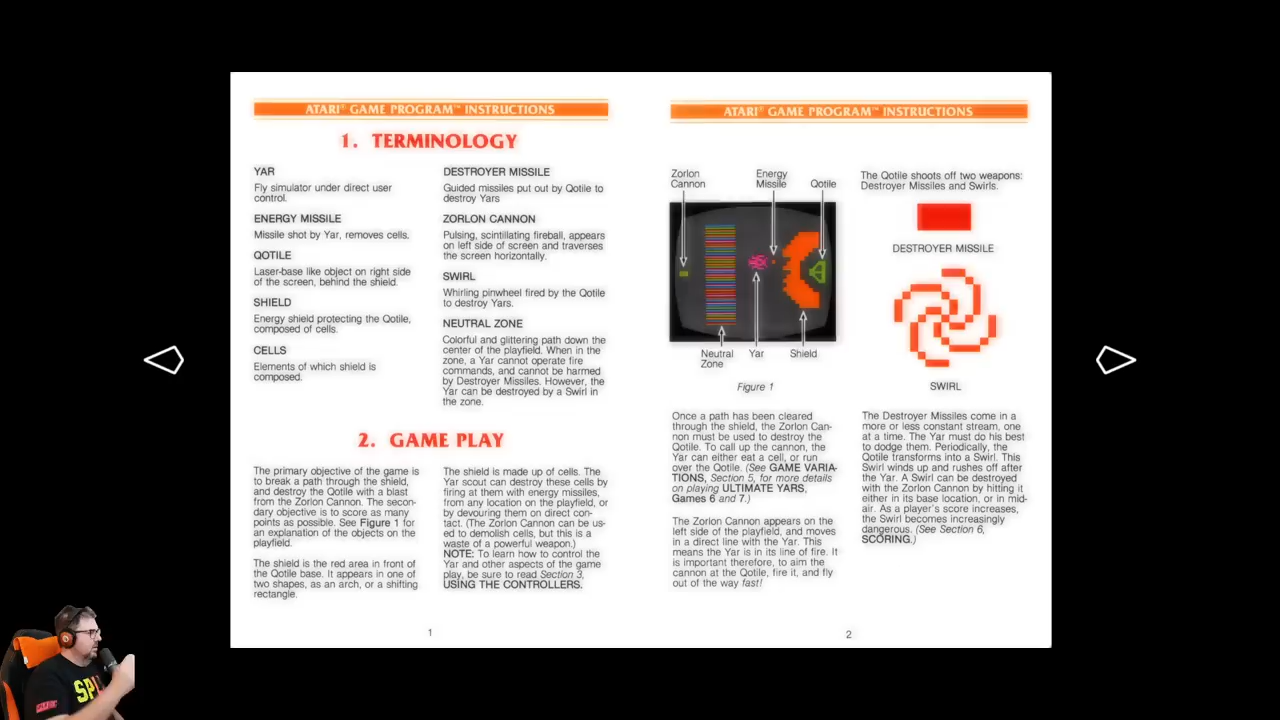 ATARI® GAME PROGRAM™ INSTRUCTIONS
1. TERMINOLOGY
YAR
Fly simulator under direct user
control.
ENERGY MISSILE
Missile shot by Yar, removes cells.
QOTILE
Laser-base like object on right side
of the screen, behind the shield.
SHIELD
Energy shield protecting the Qotile,
composed of cells.
CELLS
Elements of which shield is
composed.
DESTROYER MISSILE
Guided missiles put out by Qotile to
destroy Yars
ZORLON CANNON
Pulsing, scintillating fireball, appears
on left side of screen and traverses
the screen horizontally.
SWIRL
Whirling pinwheel fired by the Qotile
to destroy Yars.
NEUTRAL ZONE
Colorful and glittering path down the
center of the playfield. When in the
zone, a Yar cannot operate fire
commands, and cannot be harmed
by Destroyer Missiles. However, the
Yar can be destroyed by a Swirl in
the zone.
2. GAME PLAY
The primary objective of the game is
to break a path through the shield,
and destroy the Qotile with a blast
from the Zorlon Cannon. The secon-
dary objective is to score as many
points as possible. See Figure 1 for
an explanation of the objects on the
playfield.
The shield is the red area in front of
the Qotile base. It appears in one of
two shapes, as an arch, or a shifting
rectangle.
The shield is made up of cells. The
Yar scout can destroy these cells by
firing at them with energy missiles,
from any location on the playfield, or
by devouring them on direct con-
tact. (The Zorlon Cannon can be us-
ed to demolish cells, but this is a
waste of a powerful weapon.)
NOTE: To learn how to control the
Yar and other aspects of the game
play, be sure to read Section 3,
USING THE CONTROLLERS.
1
ATARI® GAME PROGRAM™ INSTRUCTIONS
Zorlon
Cannon
Energy
Missile
Qotile
Neutral
Zone
Yar
Shield
Figure 1
Once a path has been cleared
through the shield, the Zorlon Can-
non must be used to destroy the
Qotile. To call up the cannon, the
Yar can either eat a cell, or run
over the Qotile. (See GAME VARIA-
TIONS, Section 5, for more details
on playing ULTIMATE YARS,
Games 6 and 7.)
The Zorlon Cannon appears on the
left side of the playfield, and moves
in a direct line with the Yar. This
means the Yar is in its line of fire. It
is important therefore, to aim the
cannon at the Qotile, fire it, and fly
out of the way fast!
The Qotile shoots off two weapons:
Destroyer Missiles and Swirls.
DESTROYER MISSILE
SWIRL
The Destroyer Missiles come in a
more or less constant stream, one
at a time. The Yar must do his best
to dodge them. Periodically, the
Qotile transforms into a Swirl. This
Swirl winds up and rushes off after
the Yar. A Swirl can be destroyed
with the Zorlon Cannon by hitting it
either in its base location, or in mid-
air. As a player's score increases,
the Swirl becomes increasingly
dangerous. (See Section 6,
SCORING.)
2